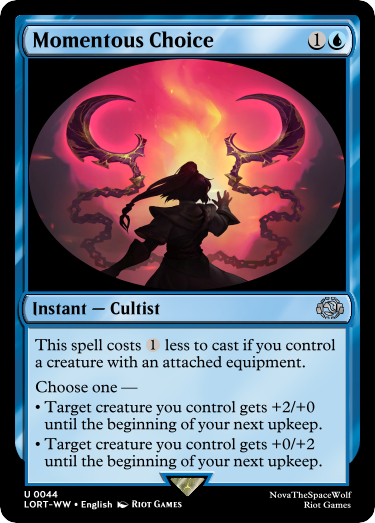 Momentous Choice 1
Instant — Cultist
This spell costs 1 less to cast if you control
a creature with an attached equipment.
Choose one —
• Target creature you control gets +2/+0
until the beginning of your next upkeep.
• Target creature you control gets +0/+2
until the beginning of your next upkeep.
U 0044
LORT-WW • English RIOT GAMES
NovaTheSpaceWolf
Riot Games